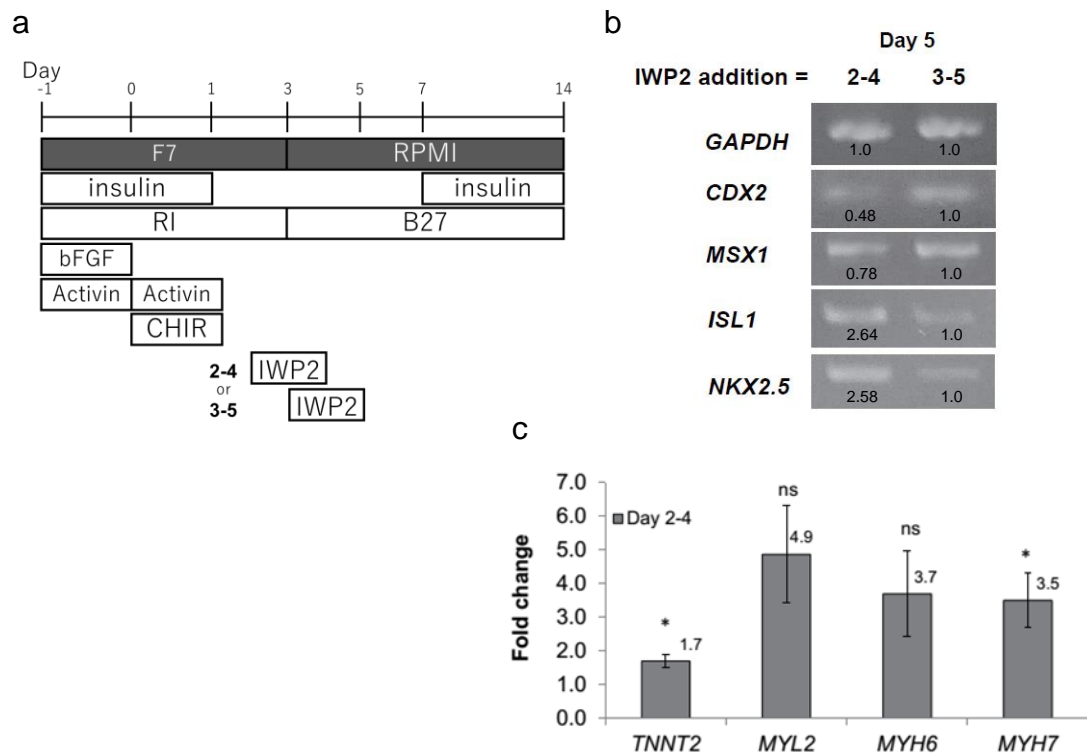 a
Day
-1 0 1 3 5 7 14
F7 RPMI
insulin insulin
RI B27
bFGF
Activin Activin
CHIR
2-4 IWP2
or
3-5 IWP2
b
Day 5
IWP2 addition = 2-4 3-5
GAPDH 1.0 1.0
CDX2 0.48 1.0
MSX1 0.78 1.0
ISL1 2.64 1.0
NKX2.5 2.58 1.0
c
Fold change
7.0
6.0
5.0
4.0
3.0
2.0
1.0
0.0
Day 2-4
* 1.7
ns 4.9
ns 3.7
* 3.5
TNNT2 MYL2 MYH6 MYH7